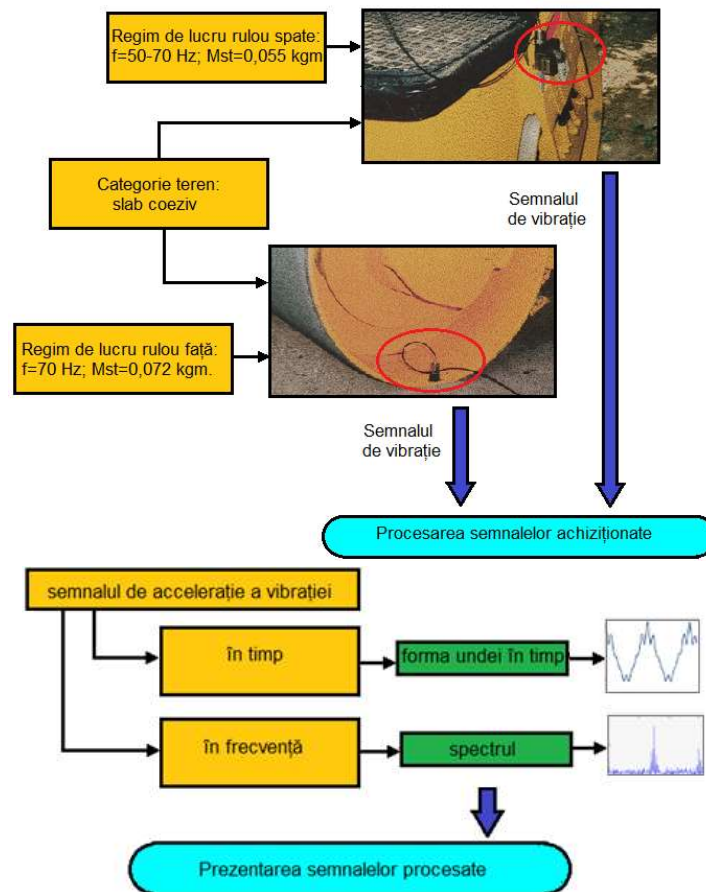 Regim de lucru rulou spate:
f=50-70 Hz; Mst=0,055 kgm
Categorie teren:
slab coeziv
Semnalul
de vibrație
Regim de lucru rulou față:
f=70 Hz; Mst=0,072 kgm.
Semnalul
de vibrație
Procesarea semnalelor achiziționate
semnalul de accelerație a vibrației
în timp
forma undei în timp
în frecvență
spectrul
Prezentarea semnalelor procesate